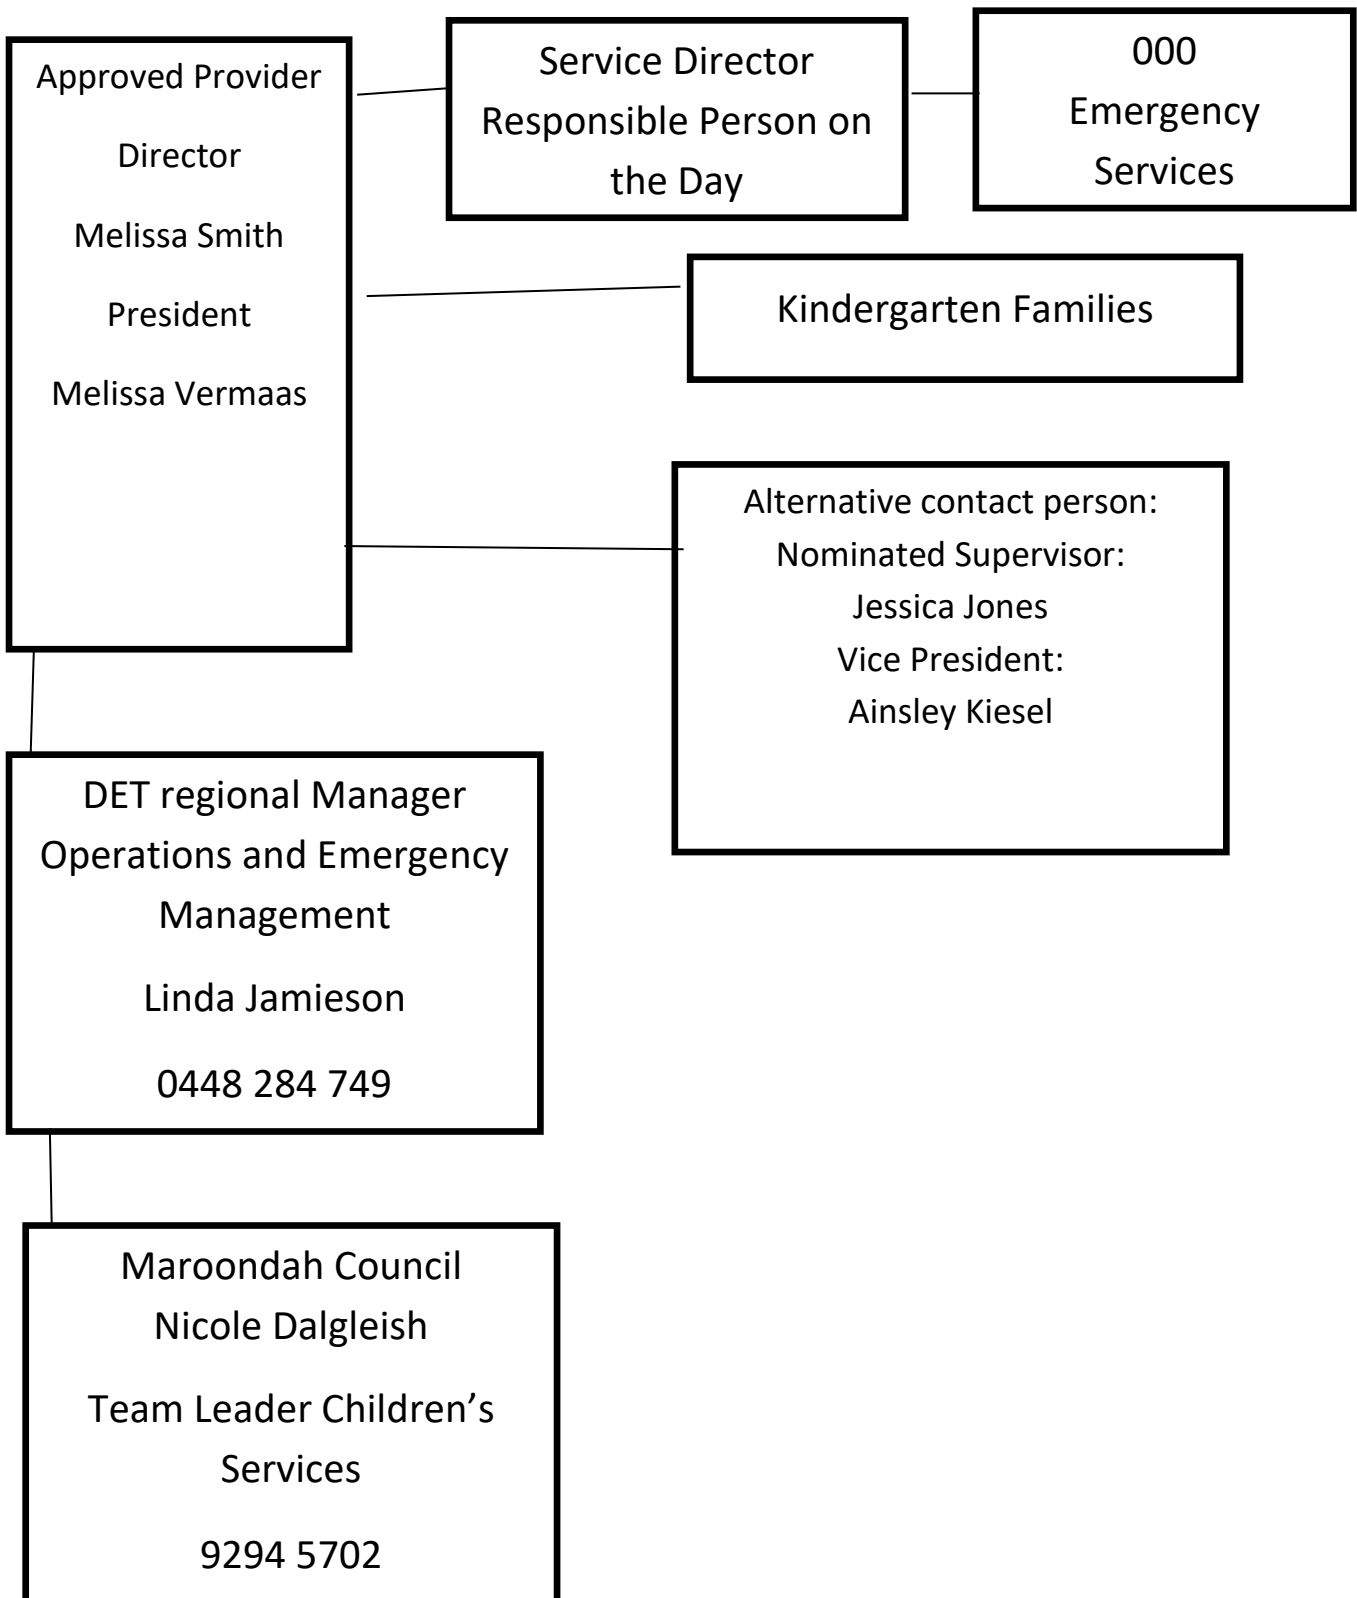 Approved Provider
Director
Melissa Smith
President
Melissa Vermaas
Service Director
Responsible Person on
the Day
000
Emergency
Services
Kindergarten Families
Alternative contact person:
Nominated Supervisor:
Jessica Jones
Vice President:
Ainsley Kiesel
DET regional Manager
Operations and Emergency
Management
Linda Jamieson
0448 284 749
Maroondah Council
Nicole Dalgleish
Team Leader Children’s
Services
9294 5702